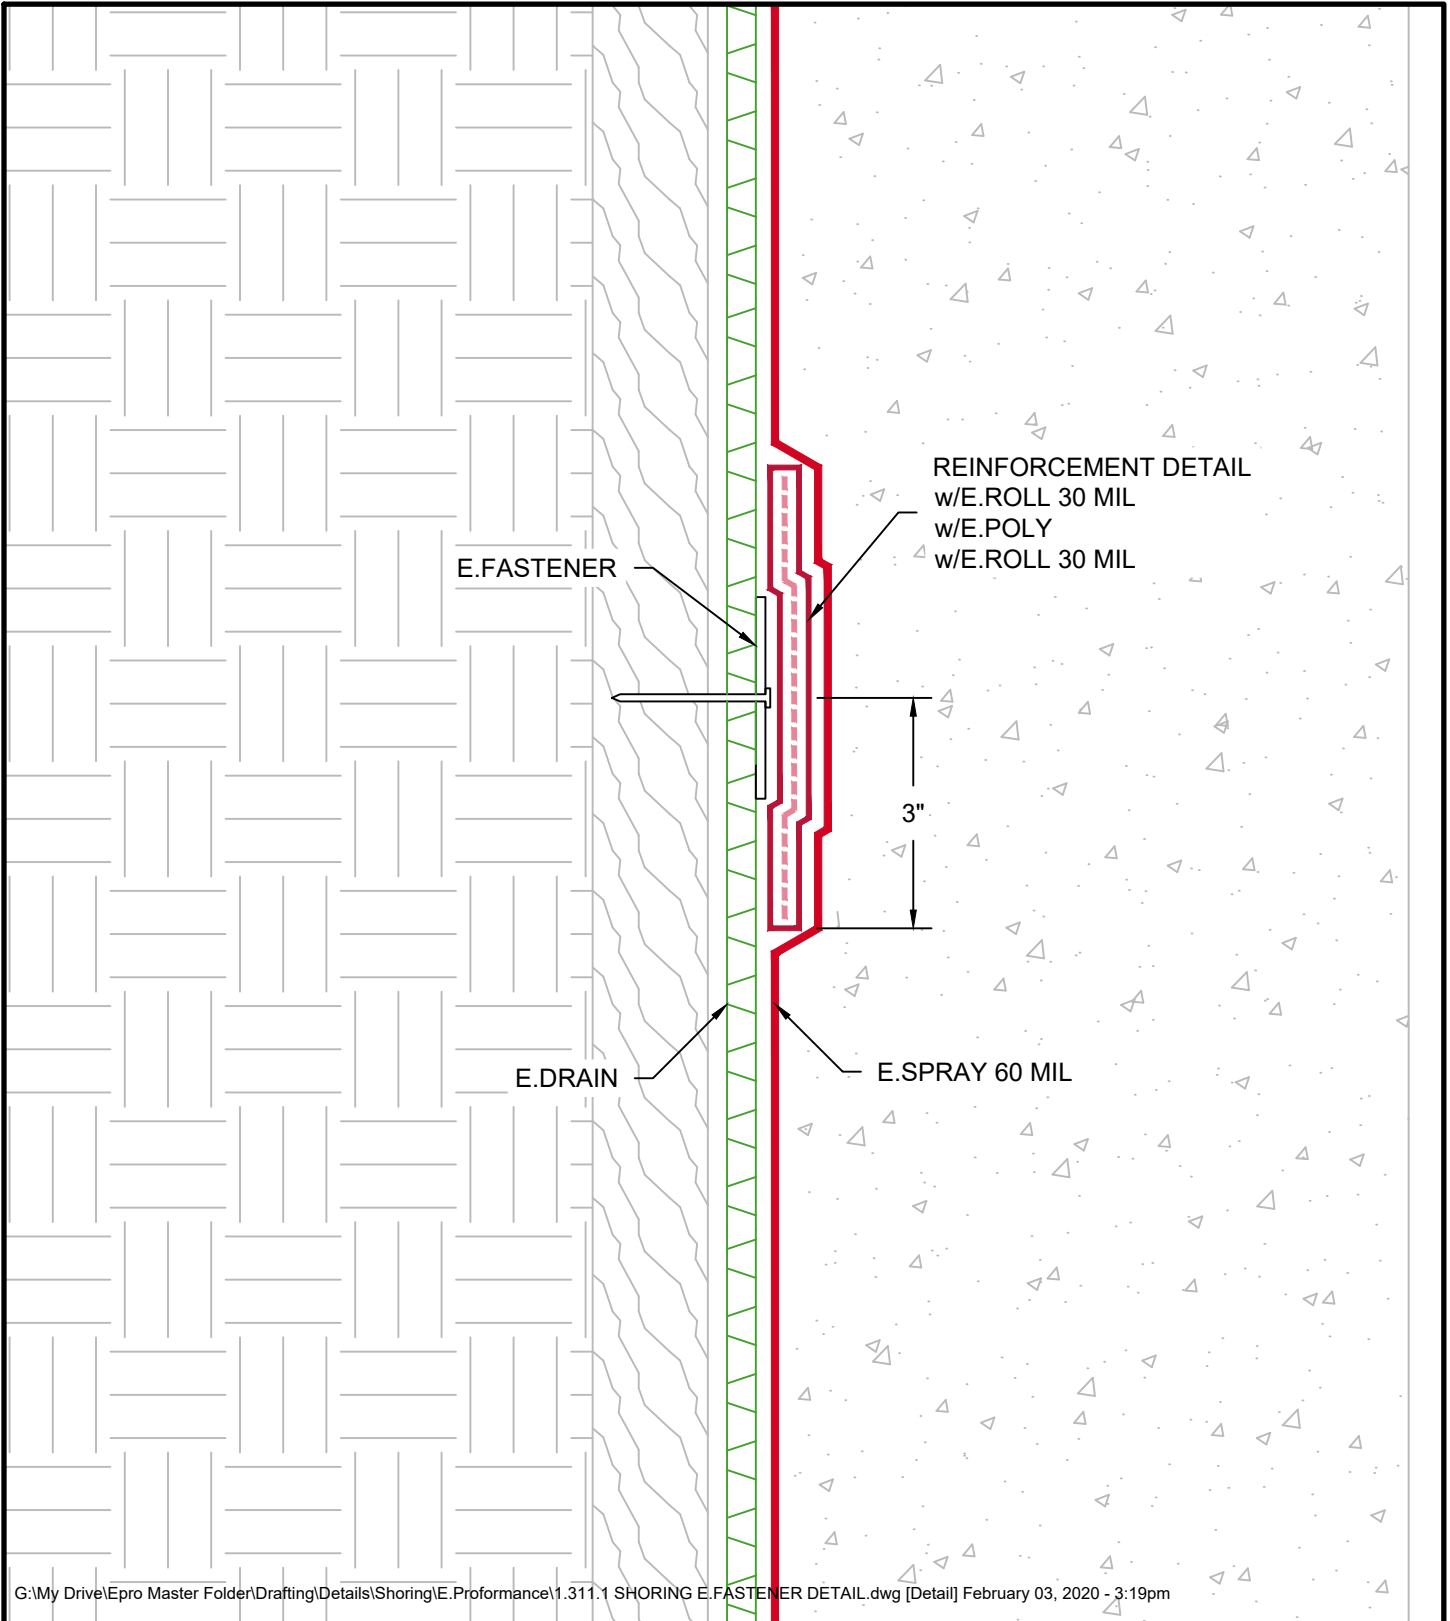 REINFORCEMENT DETAIL
w/E.ROLL 30 MIL
w/E.POLY
w/E.ROLL 30 MIL
E.FASTENER
3"
E.DRAIN
E.SPRAY 60 MIL
G:\My Drive\Epro Master Folder\Drafting\Details\Shoring\E.Proformance\1.311.1 SHORING E.FASTENER DETAIL.dwg [Detail] February 03, 2020 - 3:19pm